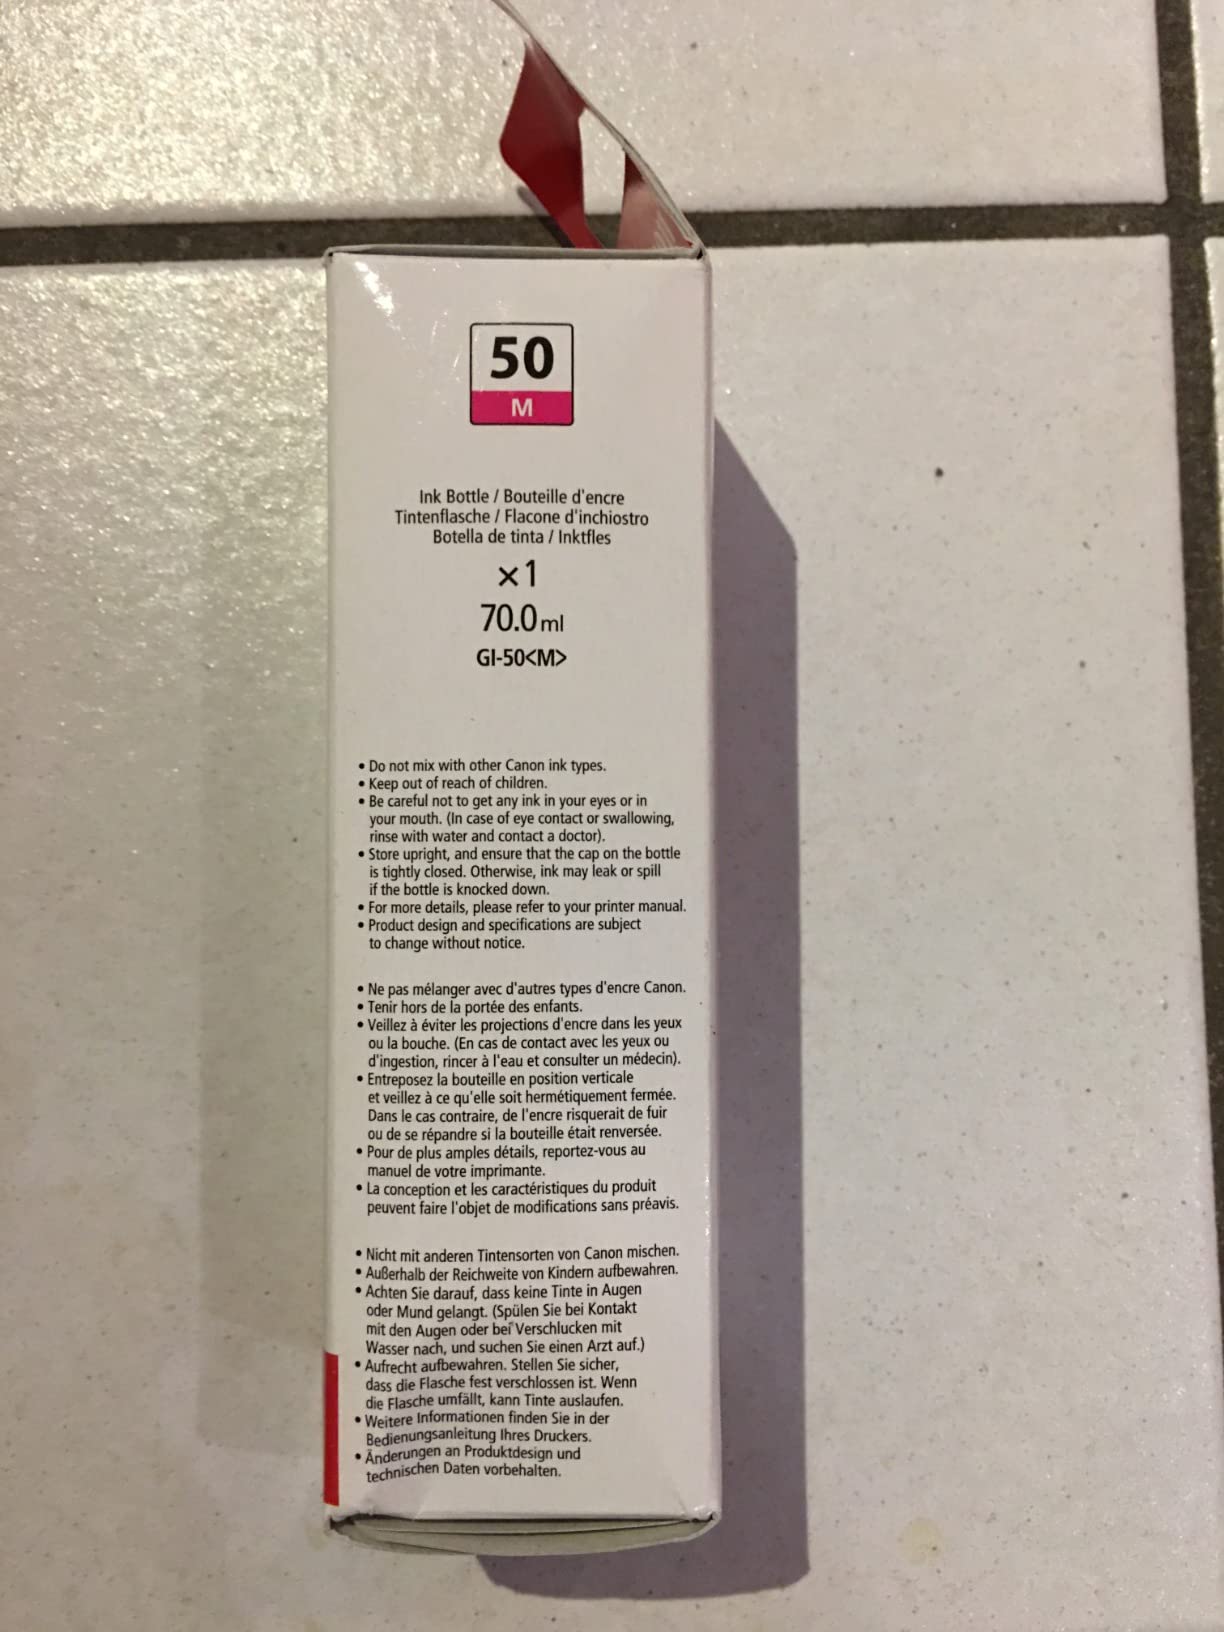 50
M
Ink Bottle / Bouteille d'encre
Tintenflasche / Flacone d'inchiostro
Botella de tinta / Inktfles
×1
70.0 ml
GI-50<M>
• Do not mix with other Canon ink types.
• Keep out of reach of children.
• Be careful not to get any ink in your eyes or in
your mouth. (In case of eye contact or swallowing,
rinse with water and contact a doctor).
• Store upright, and ensure that the cap on the bottle
is tightly closed. Otherwise, ink may leak or spill
if the bottle is knocked down.
• For more details, please refer to your printer manual.
• Product design and specifications are subject
to change without notice.
• Ne pas mélanger avec d'autres types d'encre Canon.
• Tenir hors de la portée des enfants.
• Veillez à éviter les projections d'encre dans les yeux
ou la bouche. (En cas de contact avec les yeux ou
d'ingestion, rincer à l'eau et consulter un médecin).
• Entreposez la bouteille en position verticale
et veillez à ce qu'elle soit hermétiquement fermée.
Dans le cas contraire, de l'encre risquerait de fuir
ou de se répandre si la bouteille était renversée.
• Pour de plus amples détails, reportez-vous au
manuel de votre imprimante.
• La conception et les caractéristiques du produit
peuvent faire l'objet de modifications sans préavis.
• Nicht mit anderen Tintensorten von Canon mischen.
• Außerhalb der Reichweite von Kindern aufbewahren.
• Achten Sie darauf, dass keine Tinte in Augen
oder Mund gelangt. (Spülen Sie bei Kontakt
mit den Augen oder bei Verschlucken mit
Wasser nach, und suchen Sie einen Arzt auf.)
• Aufrecht aufbewahren. Stellen Sie sicher,
dass die Flasche fest verschlossen ist. Wenn
die Flasche umfällt, kann Tinte auslaufen.
• Weitere Informationen finden Sie in der
Bedienungsanleitung Ihres Druckers.
• Änderungen an Produktdesign und
technischen Daten vorbehalten.